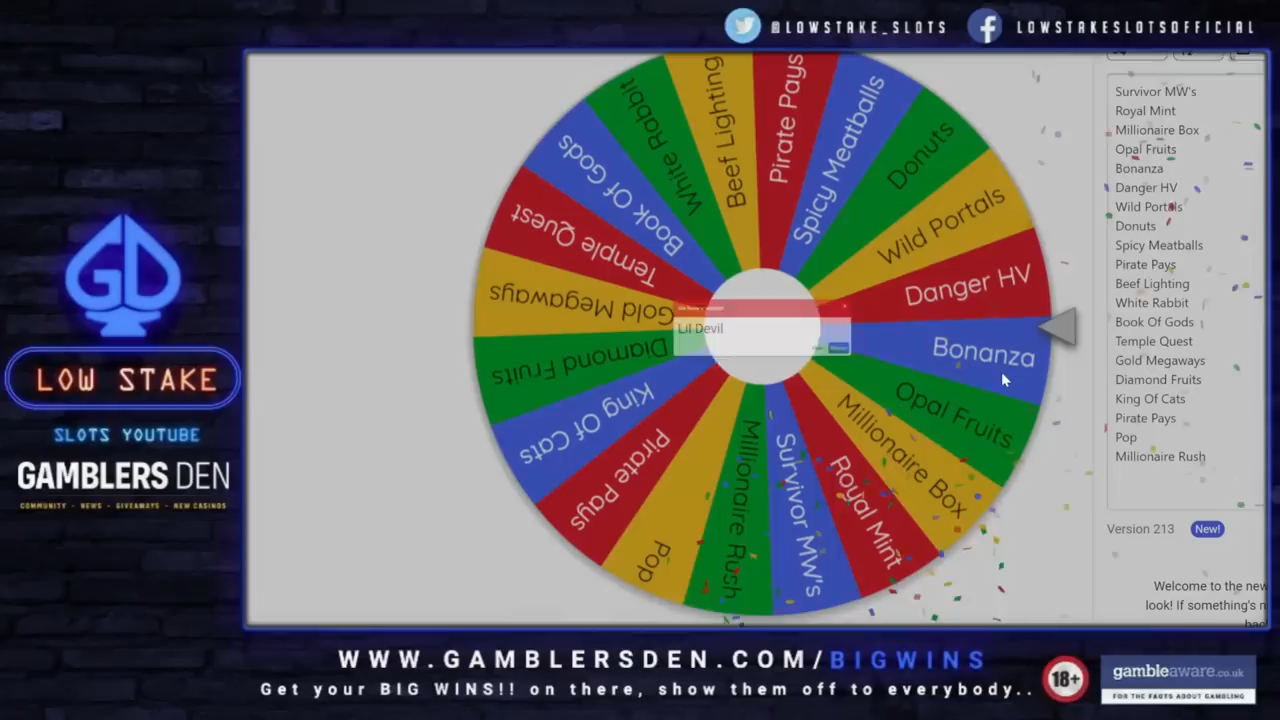 @LOWSTAKE_SLOTS
LOWSTAKESLOTSOFFICIAL
GD
LOW STAKE
SLOTS YOUTUBE
GAMBLERS DEN
COMMUNITY - NEWS - GIVEAWAYS - NEW CASINOS
Beef Lighting
Pirate Pays
Spicy Meatballs
Donuts
Wild Portals
Danger HV
Bonanza
Opal Fruits
Millionaire Box
Royal Mint
Survivor MW's
Millionaire Rush
Pop
Pirate Pays
King Of Cats
Diamond Fruits
Gold Megaways
Temple Quest
Book Of Gods
White Rabbit
Lil Devil
Survivor MW's
Royal Mint
Millionaire Box
Opal Fruits
Bonanza
Danger HV
Wild Portals
Donuts
Spicy Meatballs
Pirate Pays
Beef Lighting
White Rabbit
Book Of Gods
Temple Quest
Gold Megaways
Diamond Fruits
King Of Cats
Pirate Pays
Pop
Millionaire Rush
Version 213 New!
Welcome to the new
look! If something's
WWW.GAMBLERSDEN.COM/BIGWINS
Get your BIG WINS!! on there, show them off to everybody..
18+
gambleaware.co.uk
FOR THE FACTS ABOUT GAMBLING